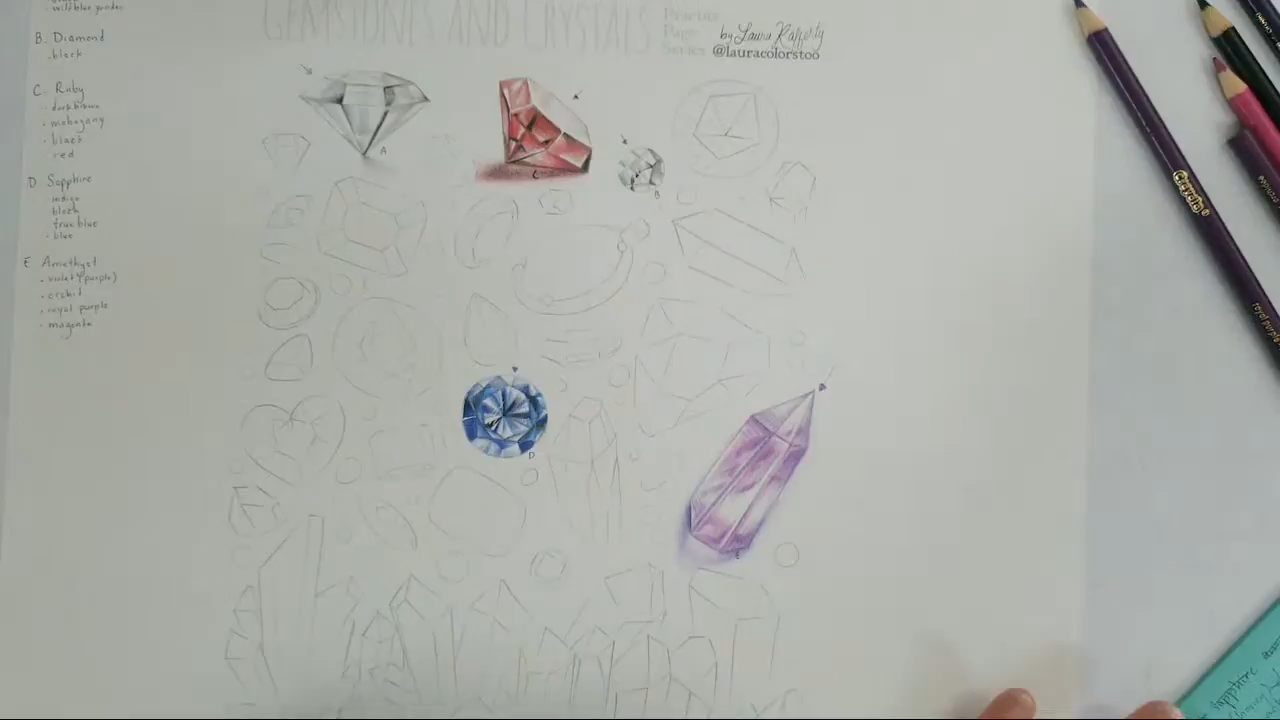 GEMSTONES AND CRYSTALS
Practice
Page
Series
by Laura Rafferty
@lauracolorstoo
B. Diamond
. black
C. Ruby
. dark brown
. mahogany
. black
red
D Sapphire
indigo
black
true blue
. blue
E Amethyst
. violet (purple)
. orchid
. royal purple
. magenta
A
C
B
D
E
Crayola
royal purple
sapphire